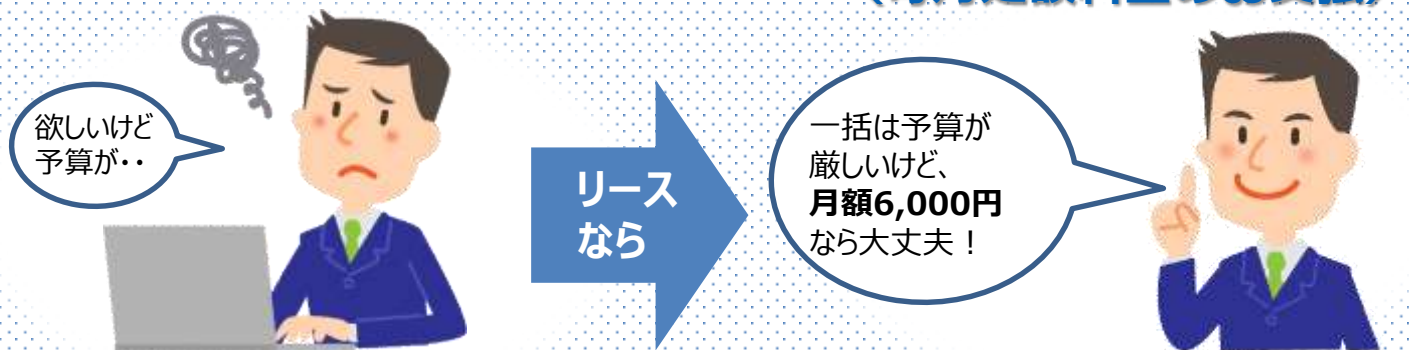 欲しいけど
予算が・・
リース
なら
一括は予算が
厳しいけど、
月額6,000円
なら大丈夫！